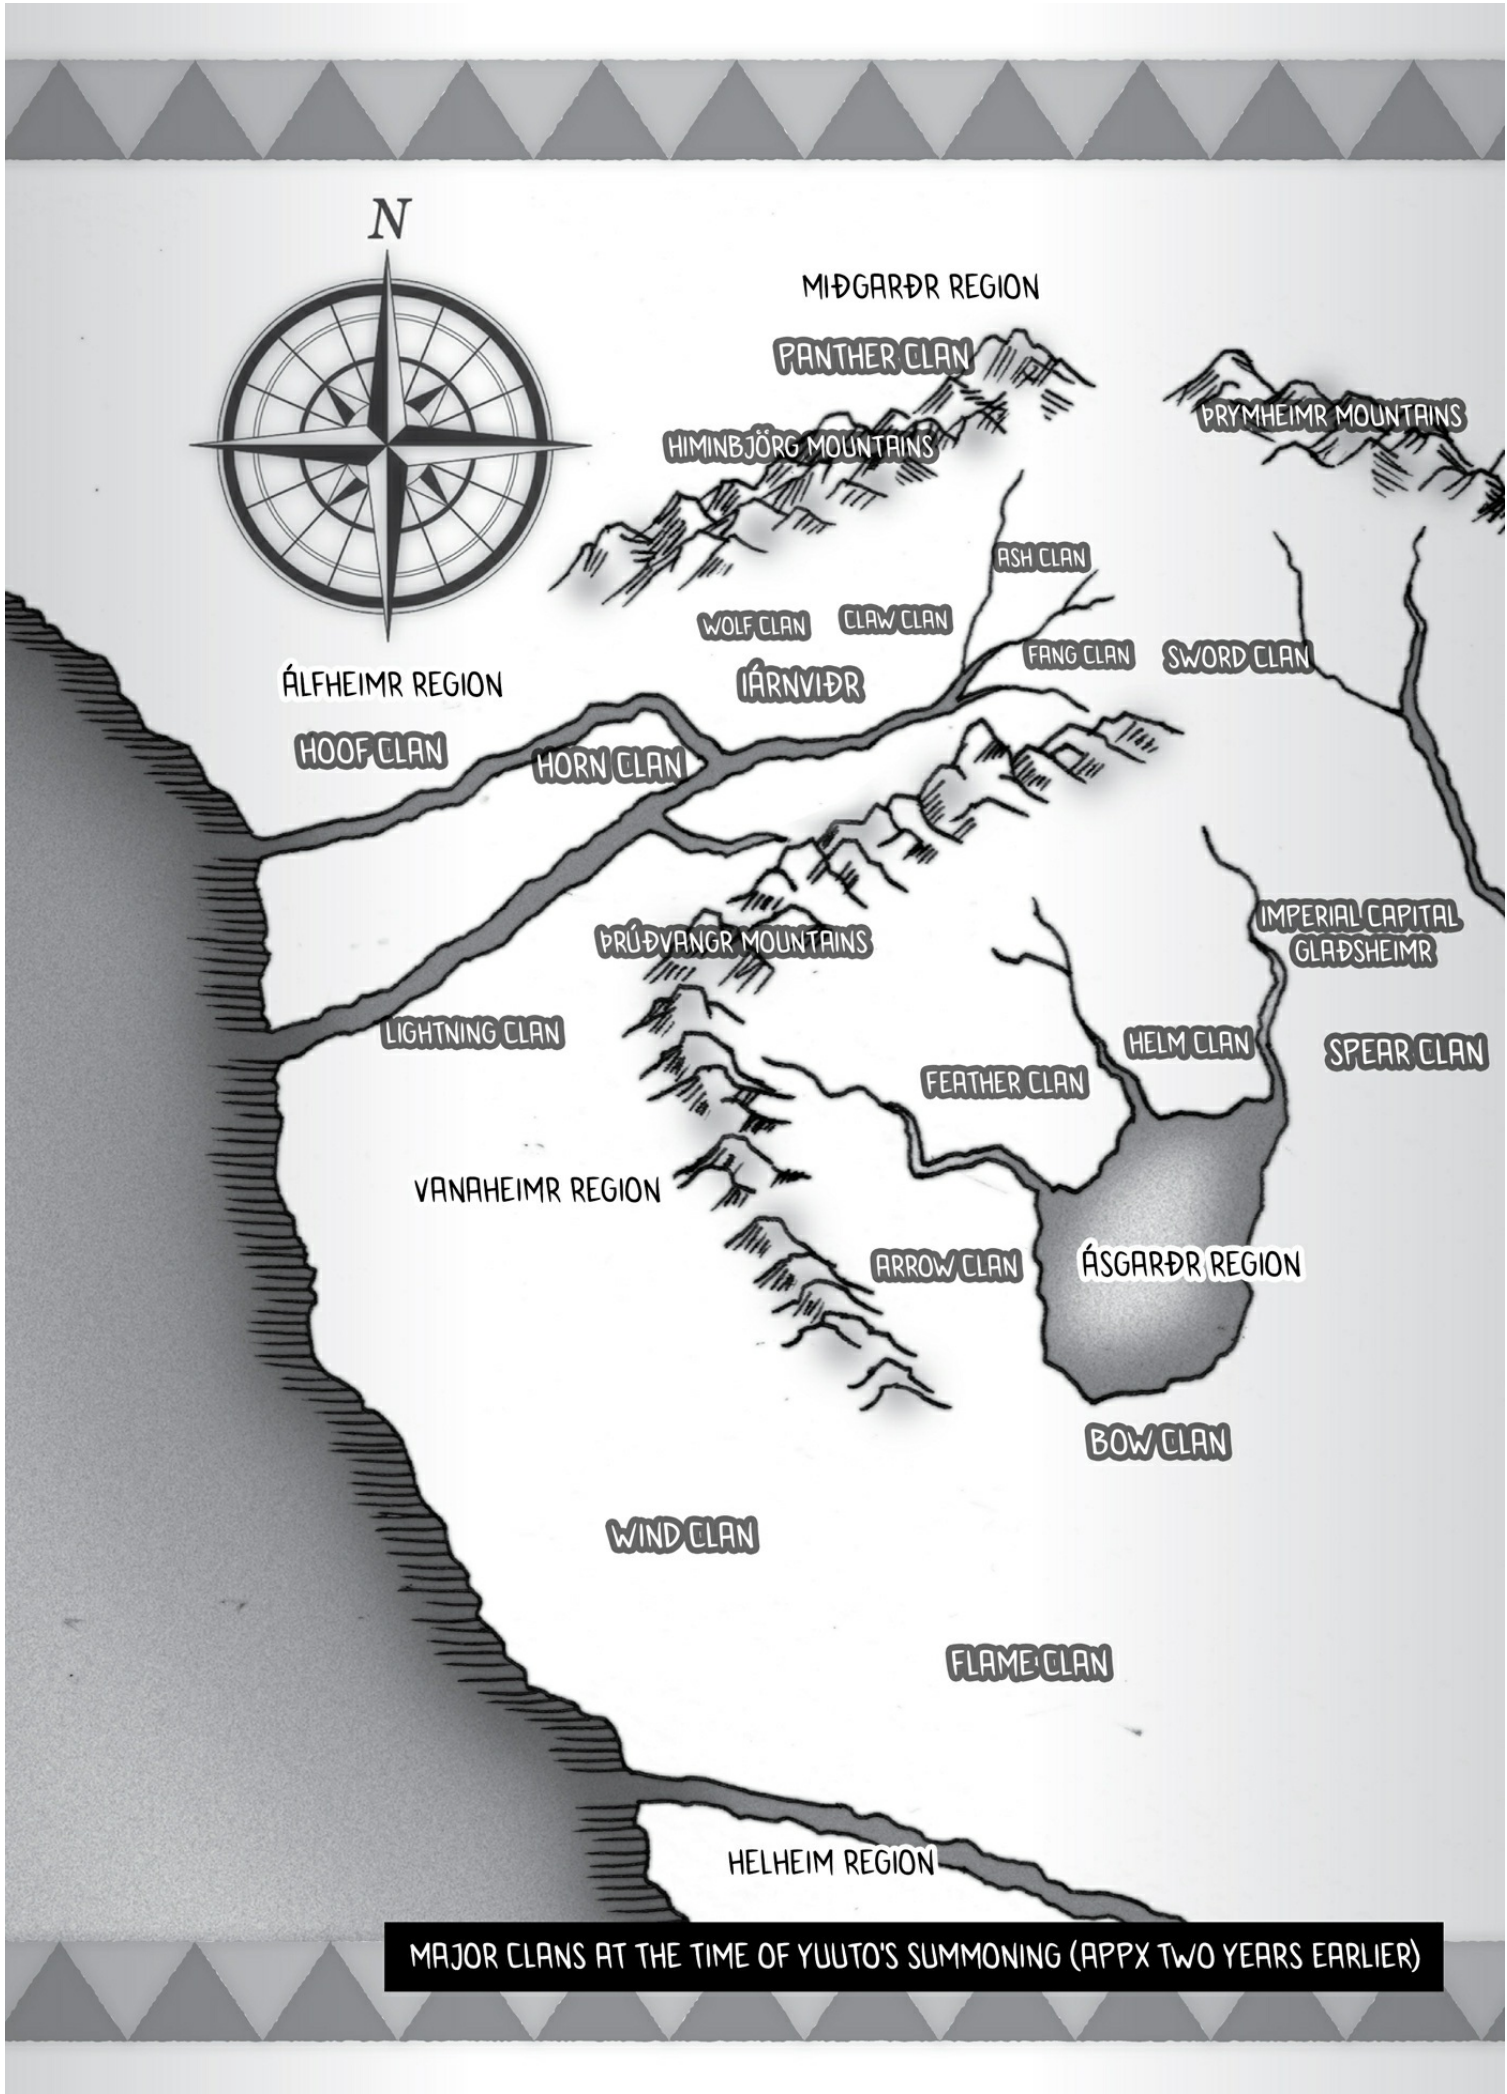 N
MIÐGARÐR REGION
PANTHER CLAN
ÞRYMHEIMR MOUNTAINS
HIMINBJÖRG MOUNTAINS
ASH CLAN
WOLF CLAN
CLAW CLAN
FANG CLAN
SWORD CLAN
ÁLFHEIMR REGION
IÁRNVIÐR
HOOF CLAN
HORN CLAN
IMPERIAL CAPITAL
GLAÐSHEIMR
ÞRÚÐVANGR MOUNTAINS
LIGHTNING CLAN
HELM CLAN
SPEAR CLAN
FEATHER CLAN
VANAHEIMR REGION
ARROW CLAN
ÁSGARÐR REGION
BOW CLAN
WIND CLAN
FLAME CLAN
HELHEIM REGION
MAJOR CLANS AT THE TIME OF YUUTO'S SUMMONING (APPX TWO YEARS EARLIER)